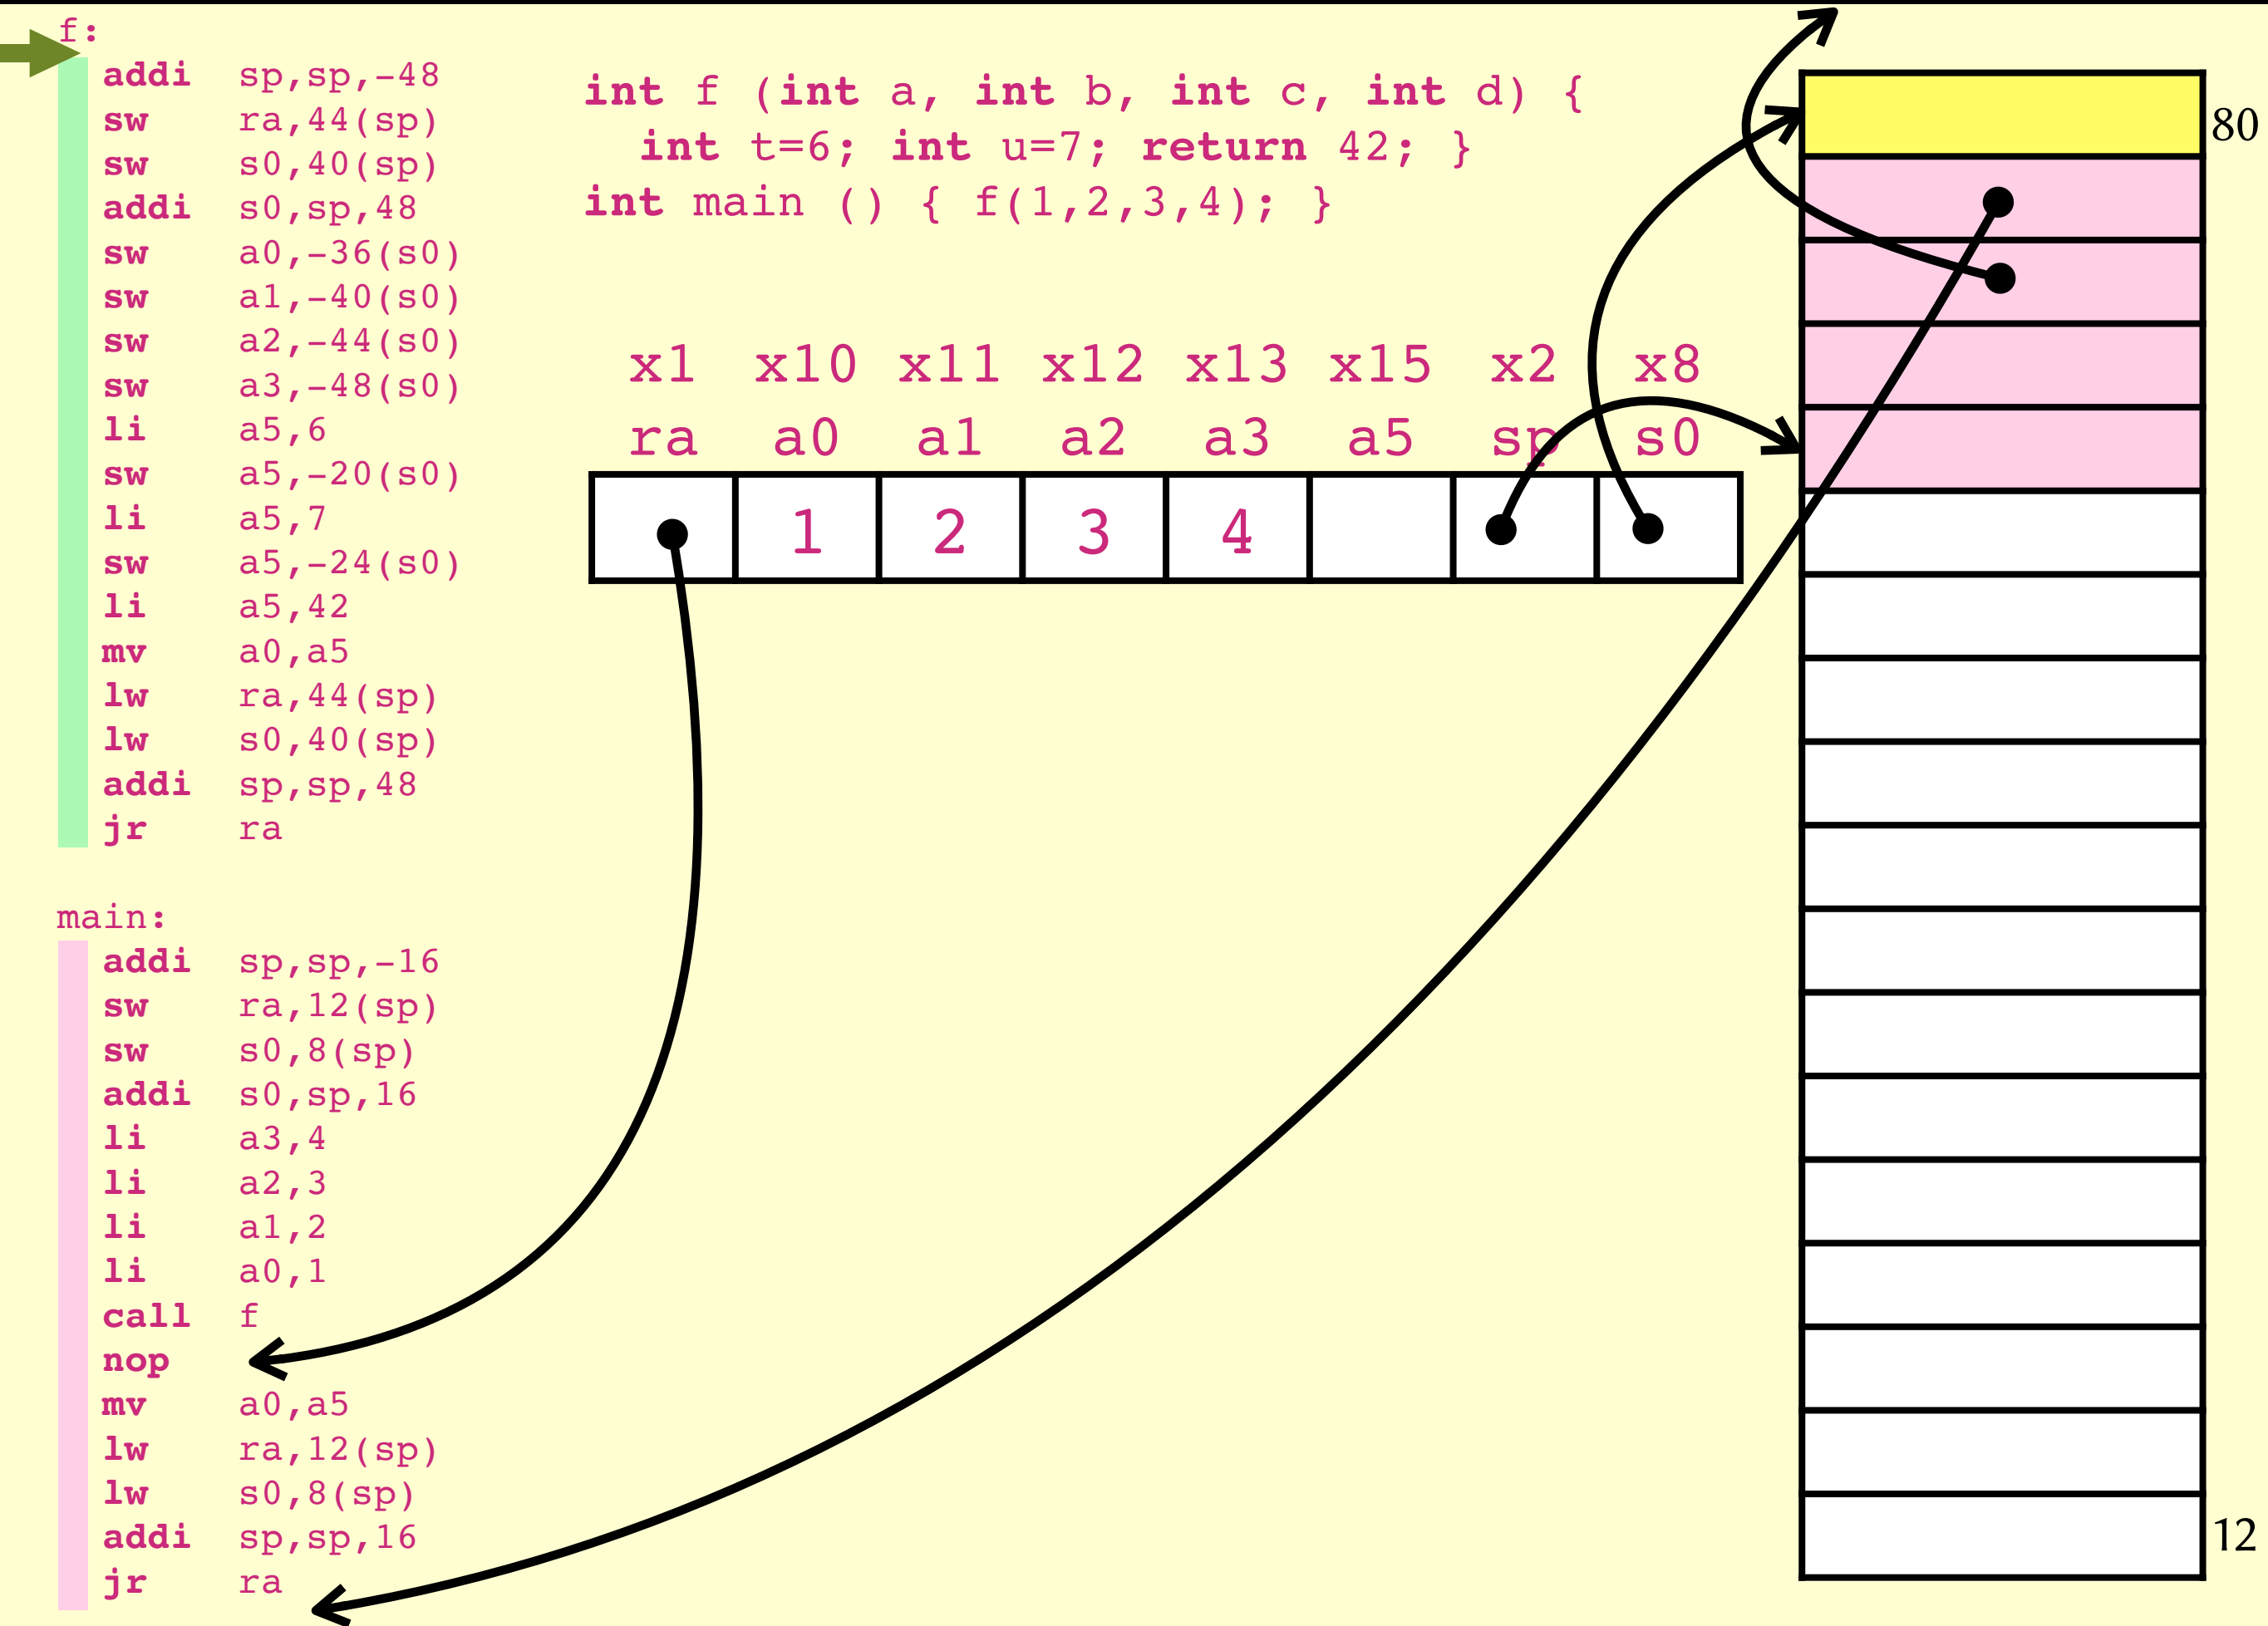 f:
addi sp,sp,-48
sw ra,44(sp)
sw s0,40(sp)
addi s0,sp,48
sw a0,-36(s0)
sw a1,-40(s0)
sw a2,-44(s0)
sw a3,-48(s0)
li a5,6
sw a5,-20(s0)
li a5,7
sw a5,-24(s0)
li a5,42
mv a0,a5
lw ra,44(sp)
lw s0,40(sp)
addi sp,sp,48
jr ra
main:
addi sp,sp,-16
sw ra,12(sp)
sw s0,8(sp)
addi s0,sp,16
li a3,4
li a2,3
li a1,2
li a0,1
call f
nop
mv a0,a5
lw ra,12(sp)
lw s0,8(sp)
addi sp,sp,16
jr ra
int f (int a, int b, int c, int d) {
int t=6; int u=7; return 42; }
int main () { f(1,2,3,4); }
x1 x10 x11 x12 x13 x15 x2 x8
ra a0 a1 a2 a3 a5 sp s0
1 2 3 4
80
12